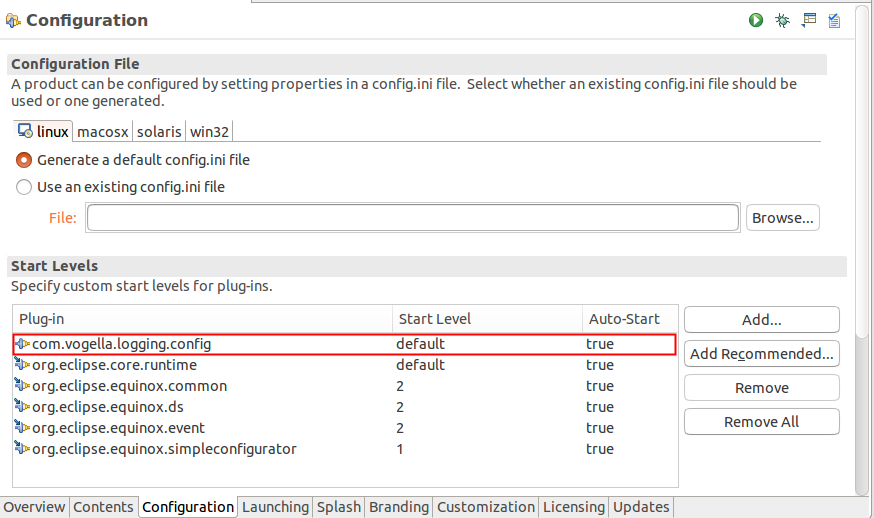 Configuration
Configuration File
A product can be configured by setting properties in a config.ini file. Select whether an existing config.ini file should be
used or one generated.
linux macosx solaris win32
Generate a default config.ini file
Use an existing config.ini file
File: Browse...
Start Levels
Specify custom start levels for plug-ins.
Plug-in Start Level Auto-Start Add...
com.vogella.logging.config default true Add Recommended...
org.eclipse.core.runtime default true
org.eclipse.equinox.common 2 true Remove
org.eclipse.equinox.ds 2 true
org.eclipse.equinox.event 2 true Remove All
org.eclipse.equinox.simpleconfigurator 1 true
Overview Contents Configuration Launching Splash Branding Customization Licensing Updates